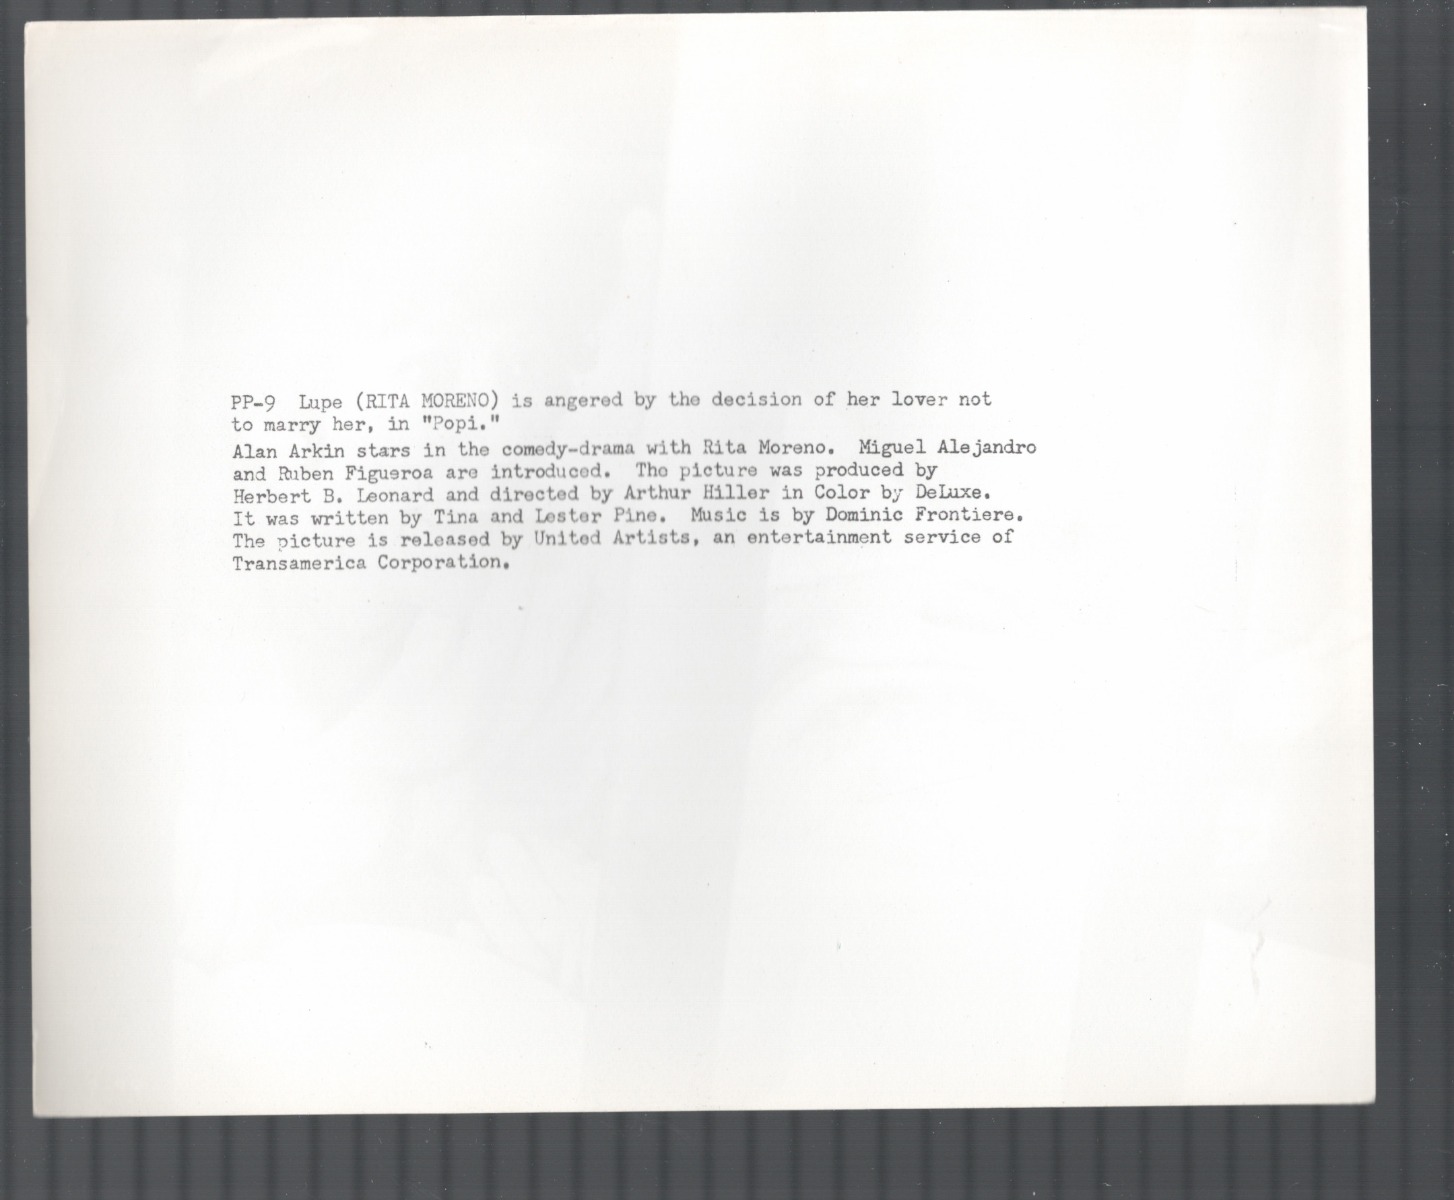 PP-9  Lupe (RITA MORENO) is angered by the decision of her lover not
to marry her, in "Popi."
Alan Arkin stars in the comedy-drama with Rita Moreno.  Miguel Alejandro
and Ruben Figueroa are introduced.  The picture was produced by
Herbert B. Leonard and directed by Arthur Hiller in Color by DeLuxe.
It was written by Tina and Lester Pine.  Music is by Dominic Frontiere.
The picture is released by United Artists, an entertainment service of
Transamerica Corporation.